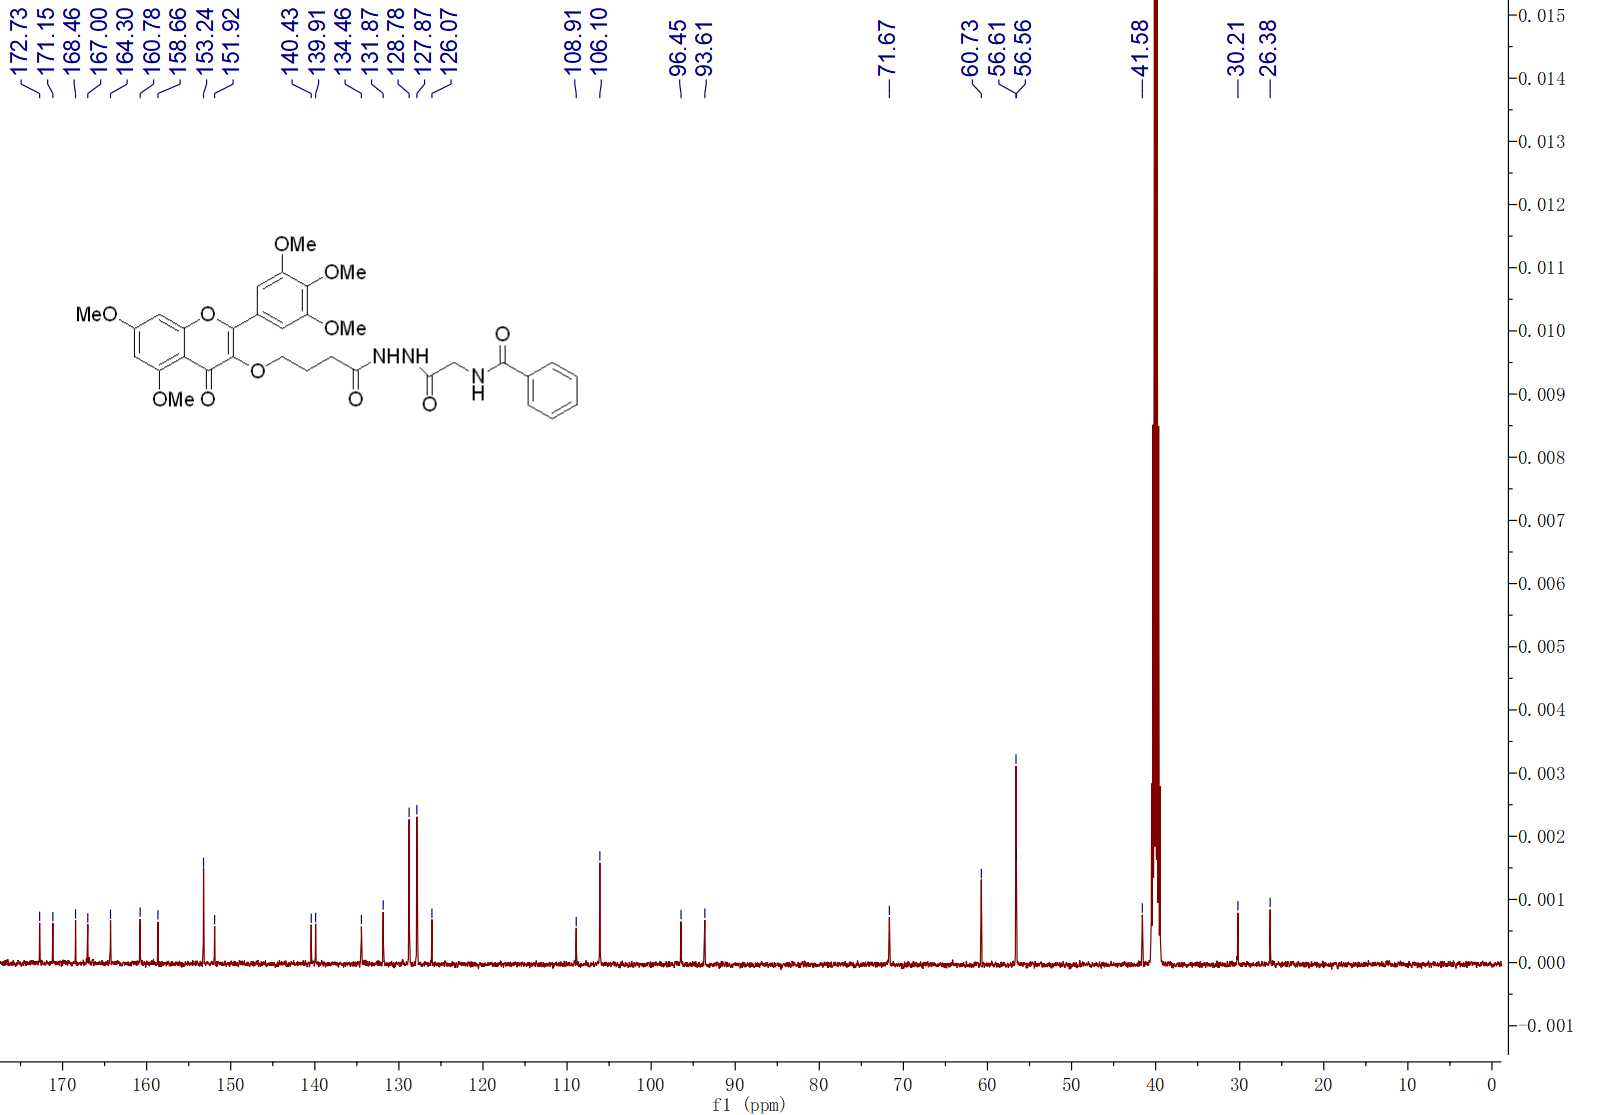 172.73
171.15
168.46
167.00
164.30
160.78
158.66
153.24
151.92
140.43
139.91
134.46
131.87
128.78
127.87
126.07
108.91
106.10
96.45
93.61
71.67
60.73
56.61
56.56
41.58
30.21
26.38
0.015
0.014
0.013
0.012
0.011
0.010
0.009
0.008
0.007
0.006
0.005
0.004
0.003
0.002
0.001
0.000
-0.001
OMe
OMe
MeO
O
OMe
O
NHNH
O
O
N
H
OMe
O
O
O
170 160 150 140 130 120 110 100 90 80 70 60 50 40 30 20 10 0
f1 (ppm)